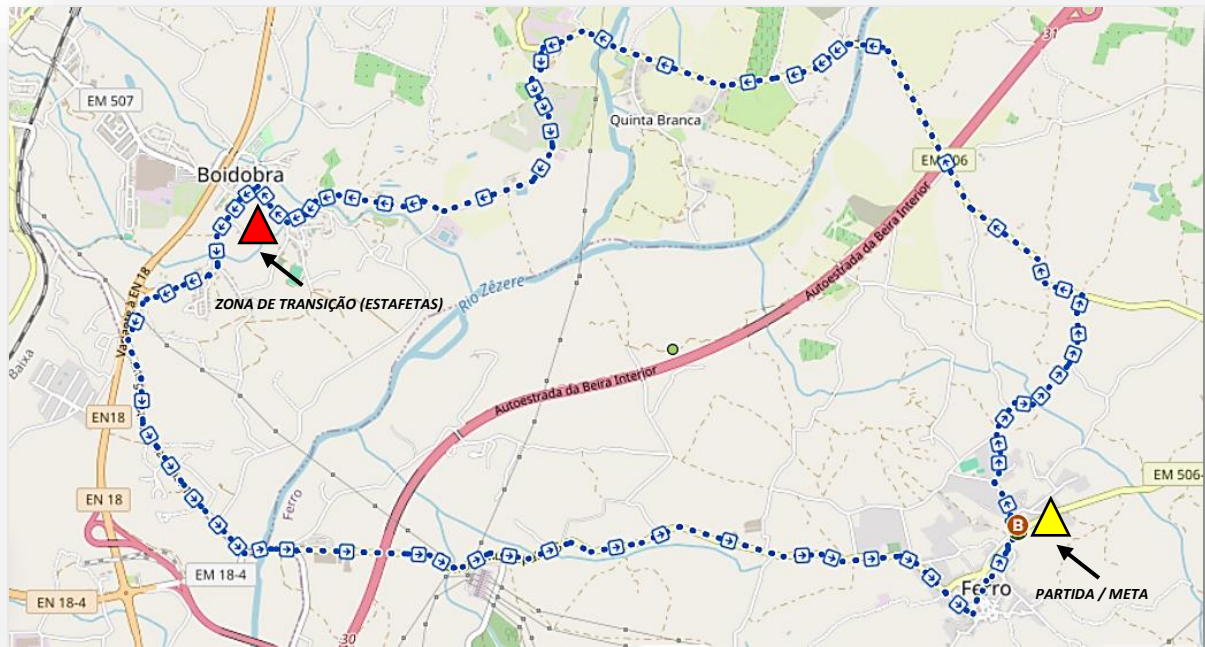 31
EM 507
Quinta Branca
EM 506
Boidobra
Autoestrada da Beira Interior
Rio Zêzere
ZONA DE TRANSIÇÃO (ESTAFETAS)
Variante à EN 18
Baixa
Autoestrada da Beira Interior
EN18
EM 506-
EN 18
Ferro
B
EM 18-4
EN 18-4
Ferro
PARTIDA / META
30